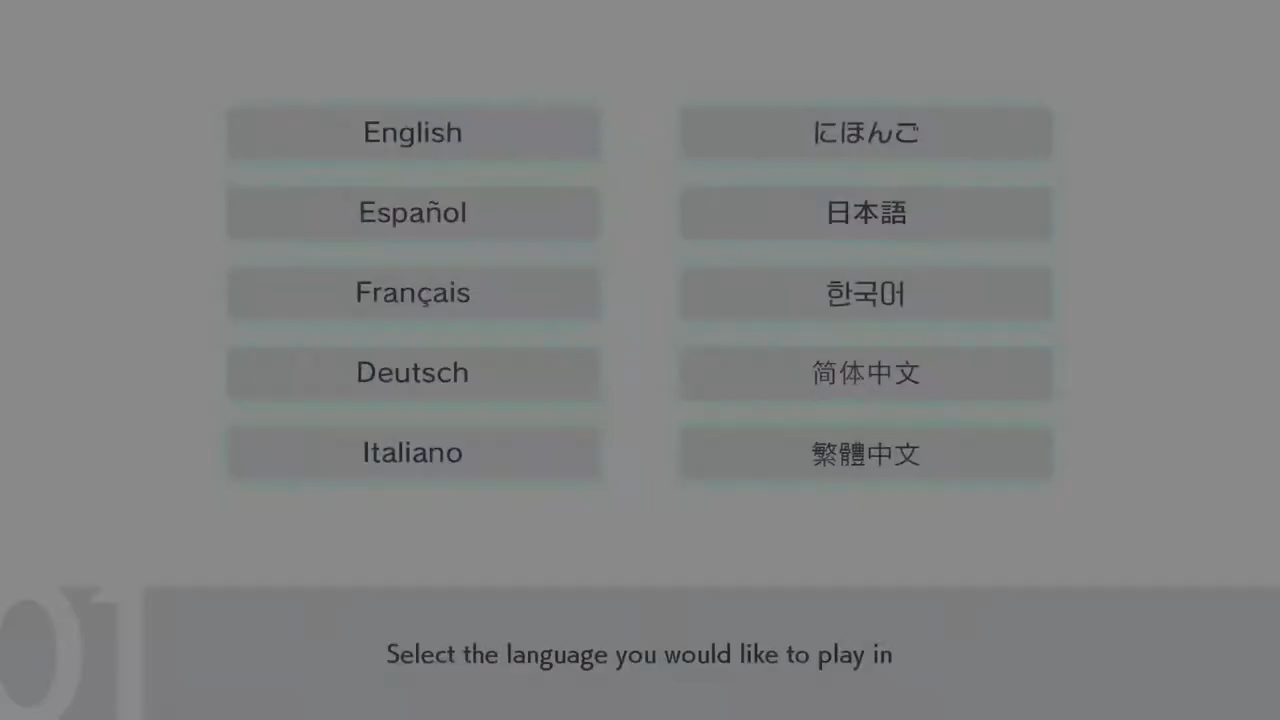 English
Español
Français
Deutsch
Italiano
にほんご
日本語
한국어
简体中文
繁體中文
01
Select the language you would like to play in